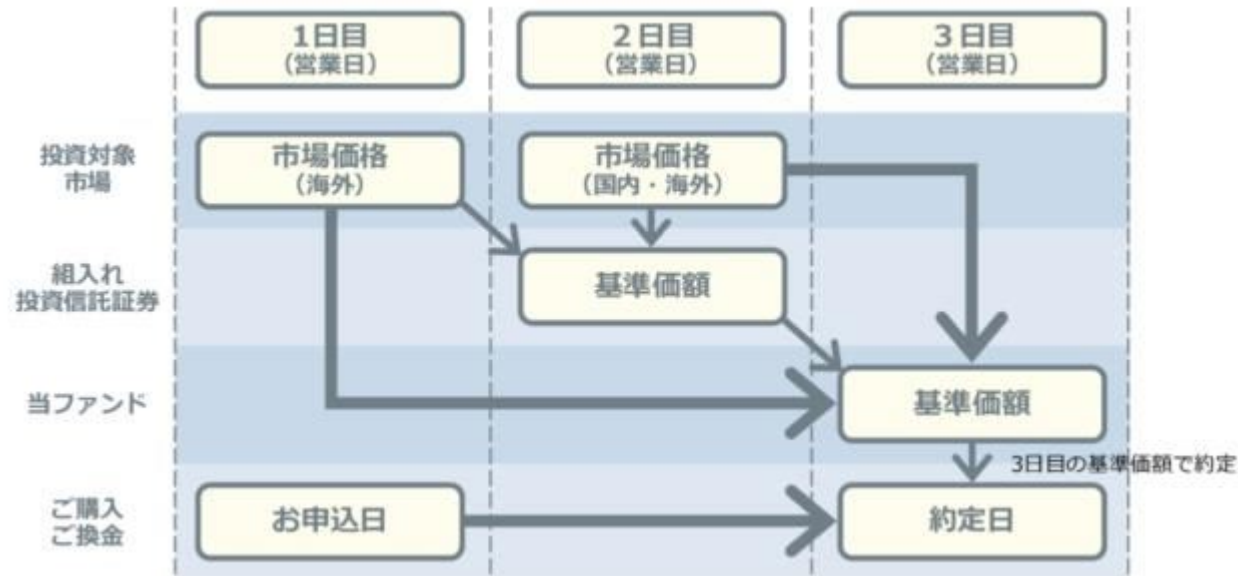 1日目
(営業日)
2日目
(営業日)
3日目
(営業日)
投資対象
市場
市場価格
(海外)
市場価格
(国内・海外)
組入れ
投資信託証券
基準価額
当ファンド
基準価額
3日目の基準価額で約定
ご購入
ご換金
お申込日
約定日